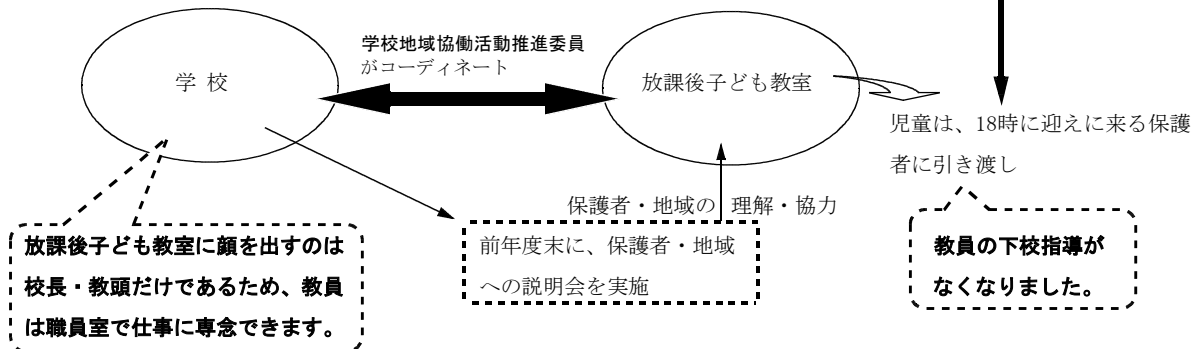 学校地域協働活動推進委員
がコーディネート
学 校
放課後子ども教室
児童は、18時に迎えに来る保護
者に引き渡し
保護者・地域の 理解・協力
前年度末に、保護者・地域
への説明会を実施
放課後子ども教室に顔を出すのは
校長・教頭だけであるため、教員
は職員室で仕事に専念できます。
教員の下校指導が
なくなりました。